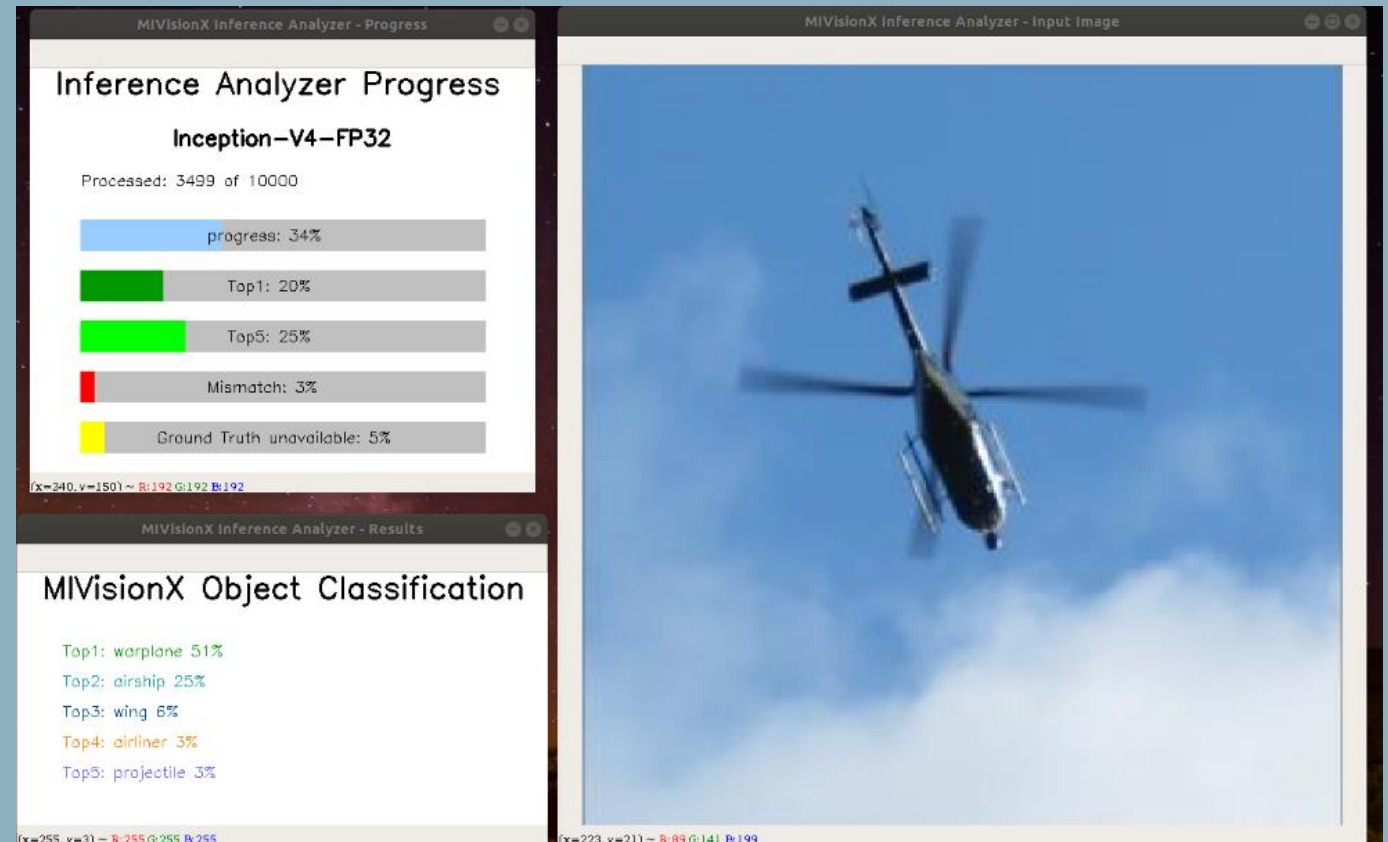 MIVisionX Inference Analyzer - Progress
Inference Analyzer Progress
Inception-V4-FP32
Processed: 3499 of 10000
progress: 34%
Top1: 20%
Top5: 25%
Mismatch: 3%
Ground Truth unavailable: 5%
(x=340, y=150) ~ R:192 G:192 B:192
MIVisionX Inference Analyzer - Results
MIVisionX Object Classification
Top1: warplane 51%
Top2: airship 25%
Top3: wing 6%
Top4: airliner 3%
Top5: projectile 3%
(x=255, y=3) ~ R:255 G:255 B:255
MIVisionX Inference Analyzer - Input Image
(x=223, y=21) ~ R:89 G:141 B:199